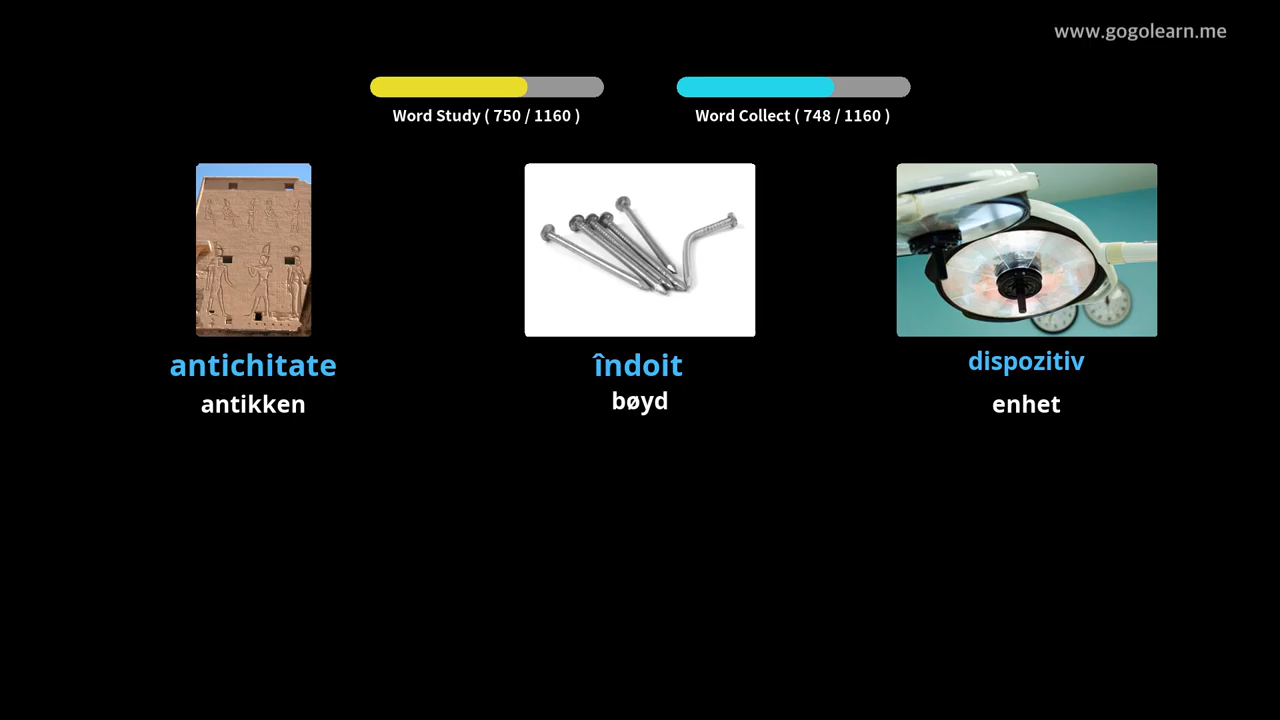 www.gogolearn.me
Word Study ( 750 / 1160 )
Word Collect ( 748 / 1160 )
antichitate
îndoit
dispozitiv
antikken
bøyd
enhet